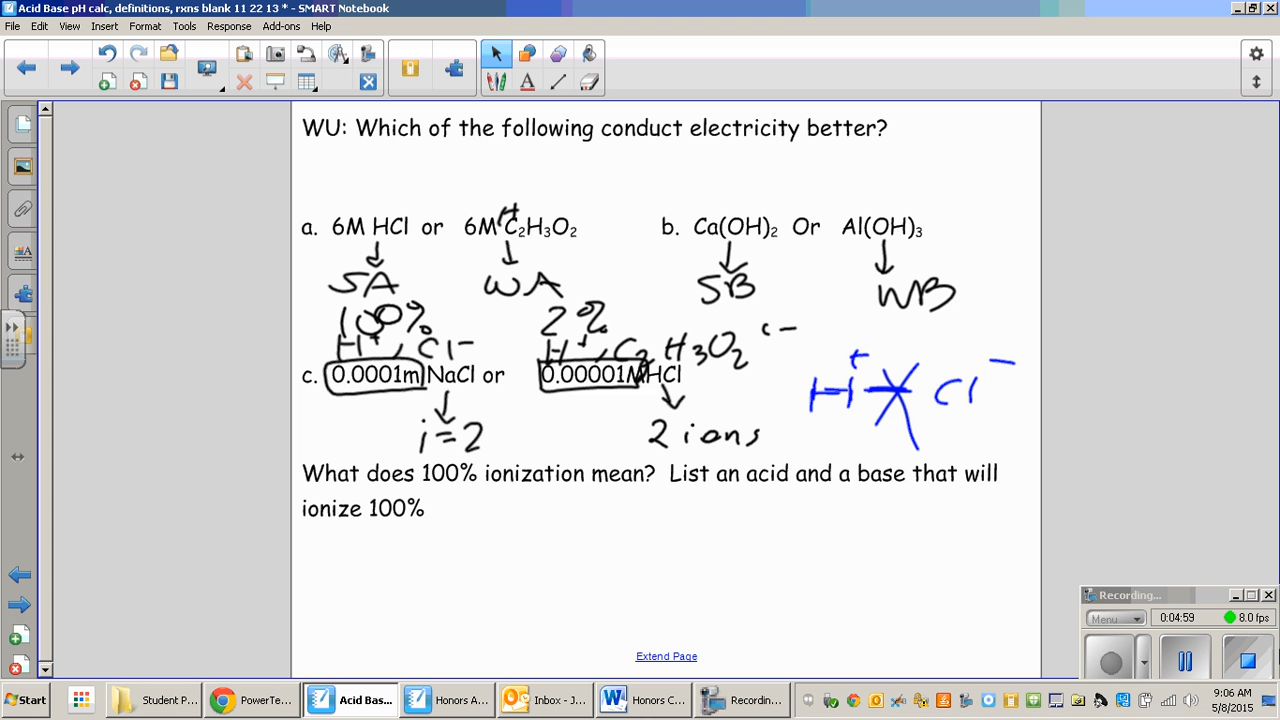 Acid Base pH calc, definitions, rxns blank 11 22 13 * - SMART Notebook
File Edit View Insert Format Tools Response Add-ons Help
WU: Which of the following conduct electricity better?
a. 6M HCl or 6M HC₂H₃O₂ b. Ca(OH)₂ Or Al(OH)₃
SA WA SB WB
100% 2%
H⁺, Cl⁻ H⁺, C₂H₃O₂⁽⁻
c. 0.0001m NaCl or 0.00001M HCl
H⁺ Cl⁻
i=2 2 ions
What does 100% ionization mean? List an acid and a base that will
ionize 100%
Extend Page
Recording...
Menu 0:04:59 8.0 fps
Start Student P... PowerTe... Acid Bas... Honors A... Inbox - J... Honors C... Recordin... 9:06 AM
5/8/2015